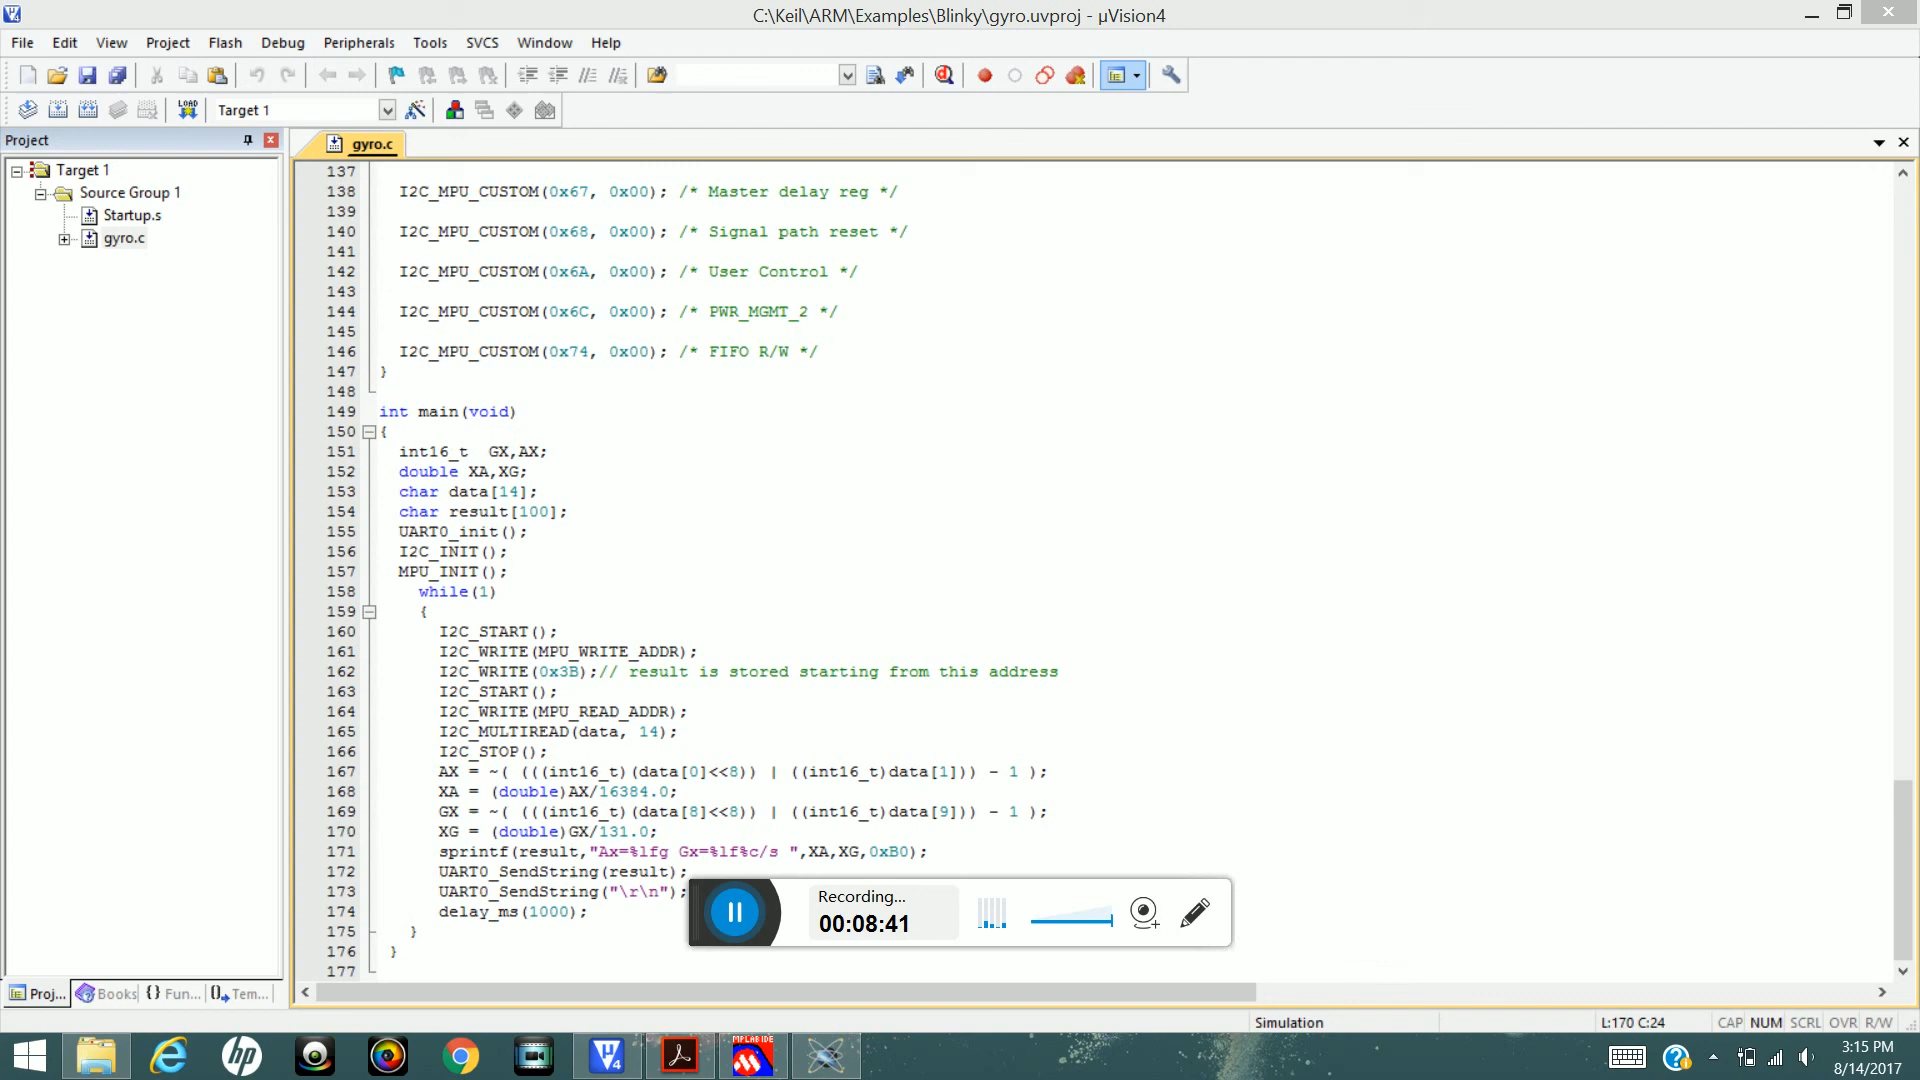 C:\Keil\ARM\Examples\Blinky\gyro.uvproj - µVision4
File Edit View Project Flash Debug Peripherals Tools SVCS Window Help
LOAD Target 1
Project
gyro.c
Target 1
Source Group 1
Startup.s
gyro.c
137
138 I2C_MPU_CUSTOM(0x67, 0x00); /* Master delay reg */
139
140 I2C_MPU_CUSTOM(0x68, 0x00); /* Signal path reset */
141
142 I2C_MPU_CUSTOM(0x6A, 0x00); /* User Control */
143
144 I2C_MPU_CUSTOM(0x6C, 0x00); /* PWR_MGMT_2 */
145
146 I2C_MPU_CUSTOM(0x74, 0x00); /* FIFO R/W */
147 }
148
149 int main(void)
150 {
151 int16_t GX,AX;
152 double XA,XG;
153 char data[14];
154 char result[100];
155 UART0_init();
156 I2C_INIT();
157 MPU_INIT();
158 while(1)
159 {
160 I2C_START();
161 I2C_WRITE(MPU_WRITE_ADDR);
162 I2C_WRITE(0x3B);// result is stored starting from this address
163 I2C_START();
164 I2C_WRITE(MPU_READ_ADDR);
165 I2C_MULTIREAD(data, 14);
166 I2C_STOP();
167 AX = ~( (((int16_t)(data[0]<<8)) | ((int16_t)data[1])) - 1 );
168 XA = (double)AX/16384.0;
169 GX = ~( (((int16_t)(data[8]<<8)) | ((int16_t)data[9])) - 1 );
170 XG = (double)GX/131.0;
171 sprintf(result,"Ax=%lfg Gx=%lf%c/s ",XA,XG,0xB0);
172 UART0_SendString(result);
173 UART0_SendString("\r\n");
174 delay_ms(1000);
175 }
176 }
177
Recording...
00:08:41
Proj... Books {} Fun... Tem...
Simulation L:170 C:24 CAP NUM SCRL OVR R/W
MPLAB IDE
3:15 PM
8/14/2017